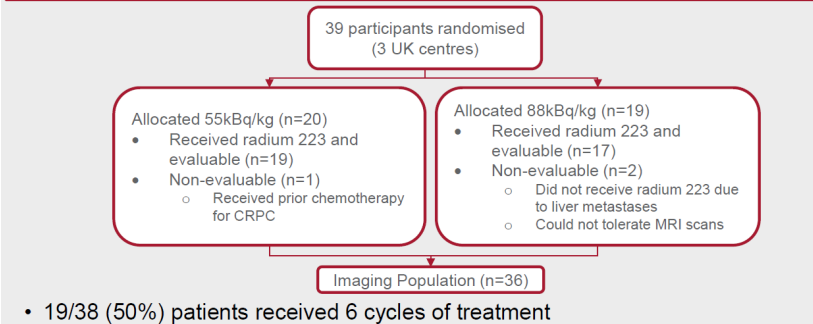 39 participants randomised
(3 UK centres)
Allocated 55kBq/kg (n=20)
• Received radium 223 and
evaluable (n=19)
• Non-evaluable (n=1)
o Received prior chemotherapy
for CRPC
Allocated 88kBq/kg (n=19)
• Received radium 223 and
evaluable (n=17)
• Non-evaluable (n=2)
o Did not receive radium 223 due
to liver metastases
o Could not tolerate MRI scans
Imaging Population (n=36)
• 19/38 (50%) patients received 6 cycles of treatment